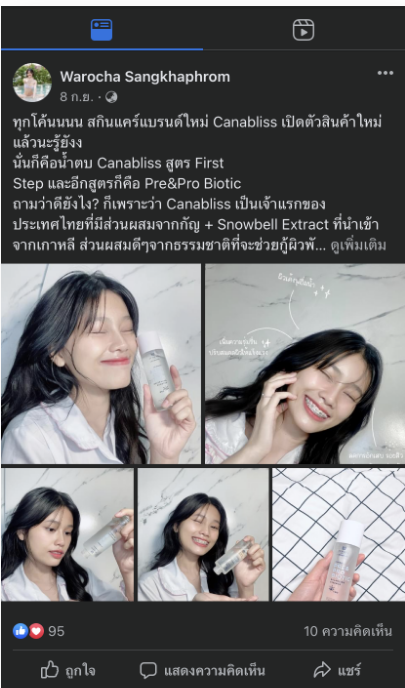 Warocha Sangkhaphrom
8 ก.ย. ·
ทุกโค้นนนน สกินแคร์แบรนด์ใหม่ Canabliss เปิดตัวสินค้าใหม่
แล้วนะรู้ยังง
นั่นก็คือน้ำตบ Canabliss สูตร First
Step และอีกสูตรก็คือ Pre&Pro Biotic
ถามว่าดียังไง? ก็เพราะว่า Canabliss เป็นเจ้าแรกของ
ประเทศไทยที่มีส่วนผสมจากกัญ + Snowbell Extract ที่นำเข้า
จากเกาหลี ส่วนผสมดีๆจากธรรมชาติที่จะช่วยกู้ผิวพั... ดูเพิ่มเติม
95
10 ความคิดเห็น
ถูกใจ
แสดงความคิดเห็น
แชร์